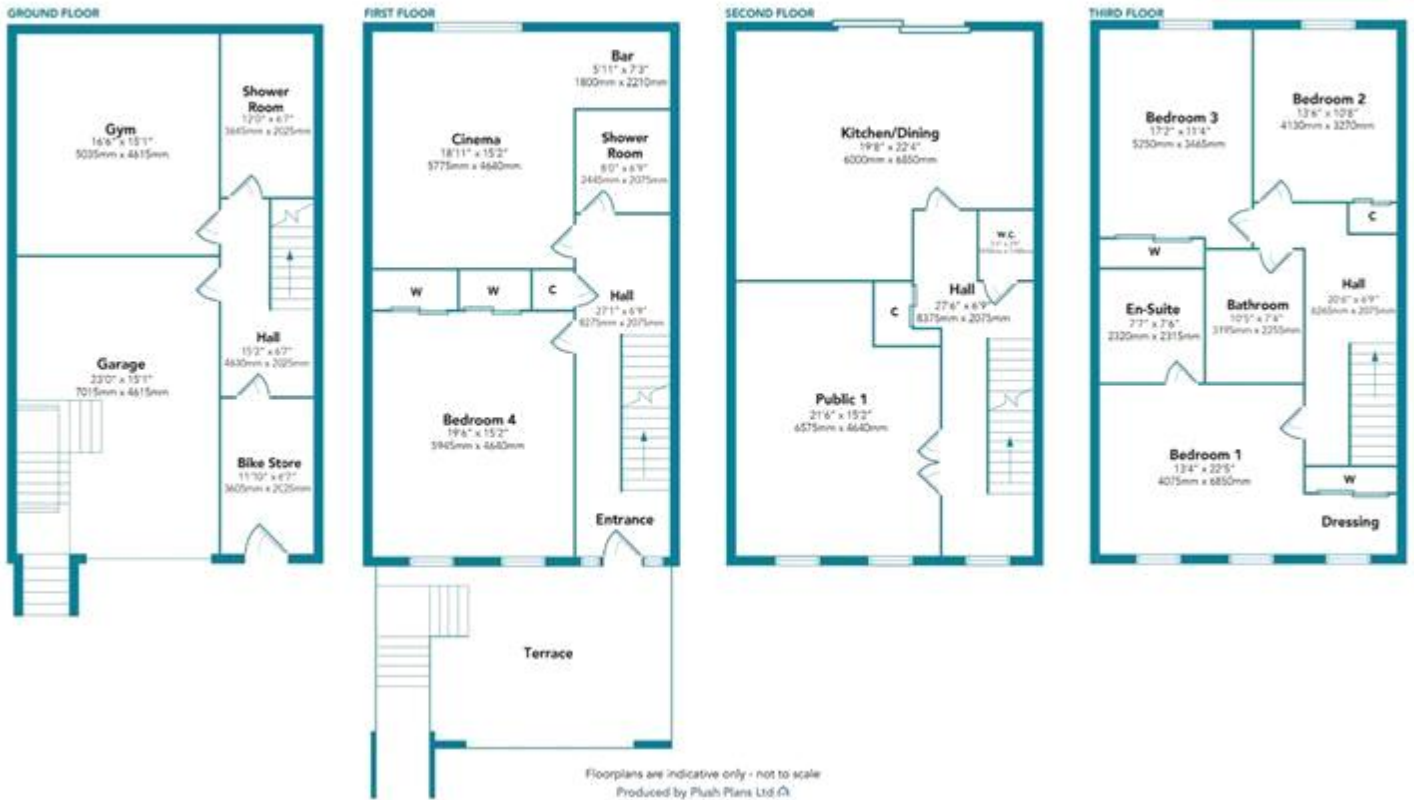 GROUND FLOOR
Gym
16'6" x 15'1"
5035mm x 4615mm
Shower
Room
12'0" x 6'7"
3645mm x 2025mm
Garage
23'0" x 15'1"
7015mm x 4615mm
Hall
15'2" x 6'7"
4630mm x 2025mm
Bike Store
11'10" x 6'7"
3605mm x 2025mm
FIRST FLOOR
Bar
5'11" x 7'3"
1800mm x 2210mm
Cinema
18'11" x 15'2"
5775mm x 4640mm
Shower
Room
8'0" x 6'9"
2445mm x 2075mm
W
W
C
Hall
27'1" x 6'9"
8275mm x 2075mm
Bedroom 4
19'6" x 15'2"
5945mm x 4640mm
Entrance
Terrace
SECOND FLOOR
Kitchen/Dining
19'8" x 22'4"
6000mm x 6850mm
W.C.
Hall
27'6" x 6'9"
8375mm x 2075mm
C
Public 1
21'6" x 15'2"
6575mm x 4640mm
THIRD FLOOR
Bedroom 3
17'2" x 11'4"
5250mm x 3465mm
Bedroom 2
13'6" x 10'8"
4130mm x 3270mm
C
W
En-Suite
7'7" x 7'6"
2320mm x 2315mm
Bathroom
10'5" x 7'4"
3195mm x 2255mm
Hall
20'6" x 6'9"
6265mm x 2075mm
Bedroom 1
13'4" x 22'5"
4075mm x 6850mm
W
Dressing
Floorplans are indicative only - not to scale
Produced by Plush Plans Ltd